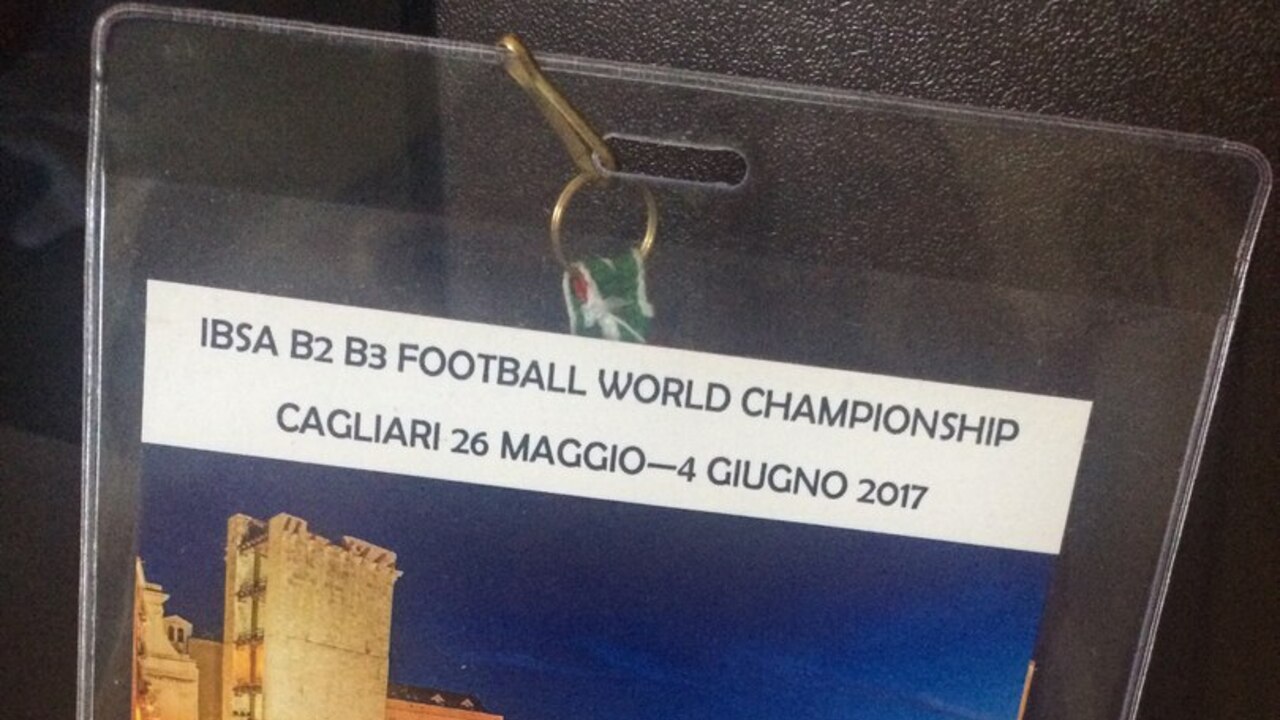 IBSA B2 B3 FOOTBALL WORLD CHAMPIONSHIP
CAGLIARI 26 MAGGIO—4 GIUGNO 2017